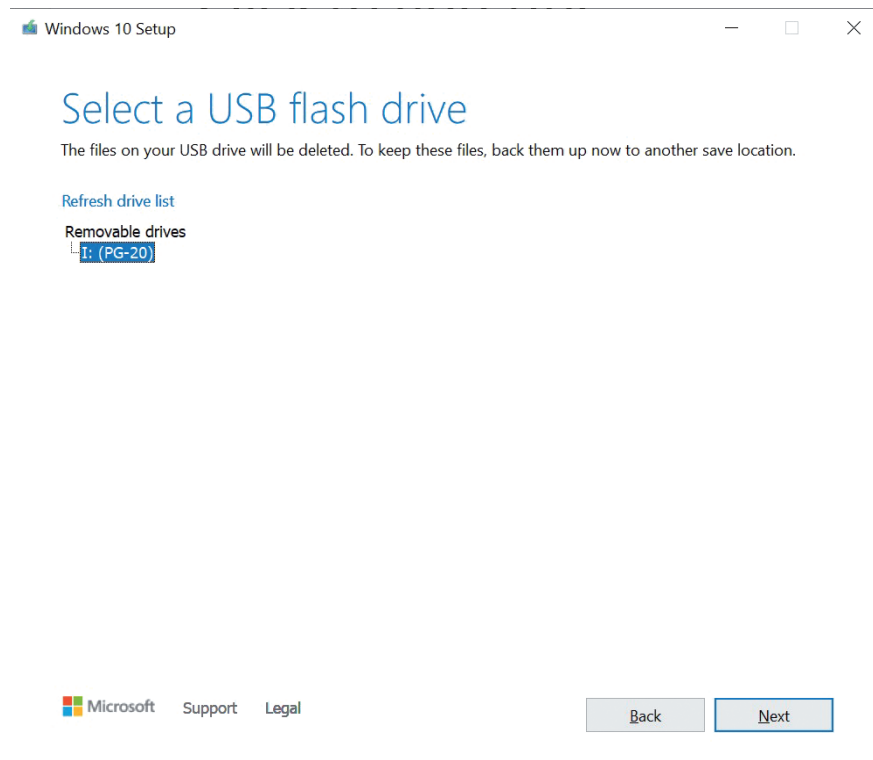 Windows 10 Setup
Select a USB flash drive
The files on your USB drive will be deleted. To keep these files, back them up now to another save location.
Refresh drive list
Removable drives
I: (PG-20)
Microsoft Support Legal
Back Next